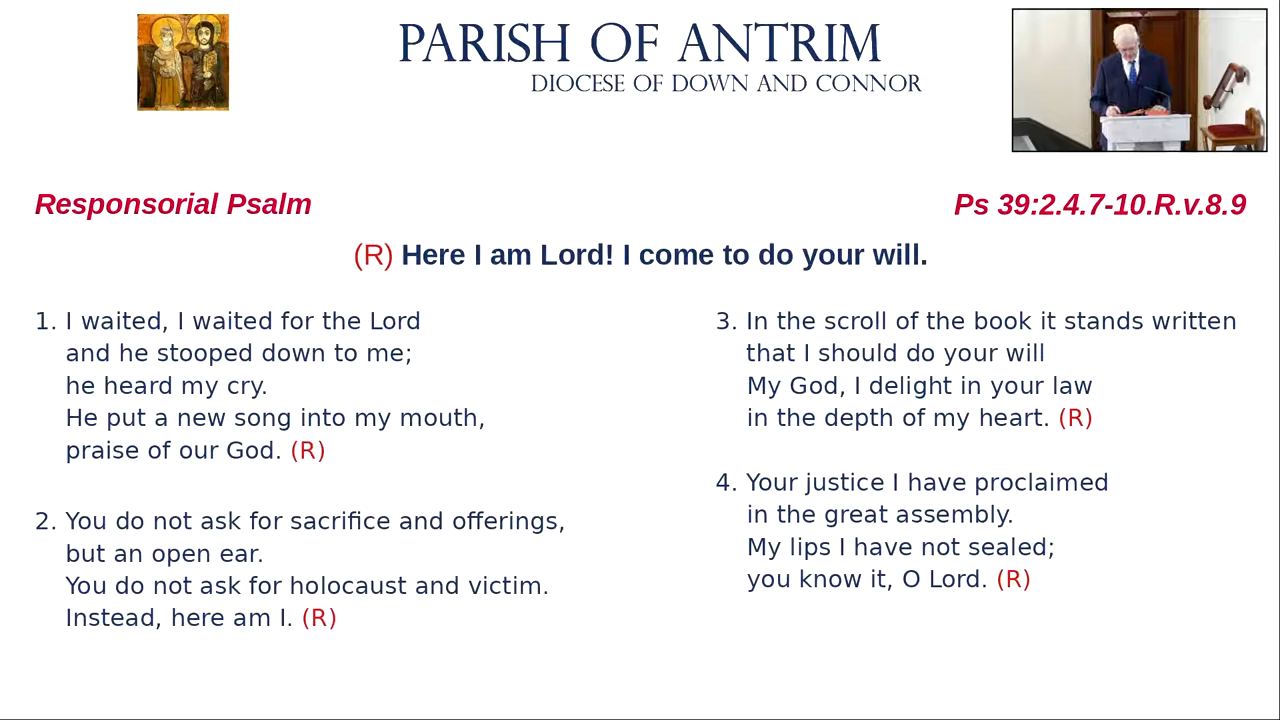 PARISH OF ANTRIM
DIOCESE OF DOWN AND CONNOR
Responsorial Psalm
Ps 39:2.4.7-10.R.v.8.9
(R) Here I am Lord! I come to do your will.
1. I waited, I waited for the Lord
and he stooped down to me;
he heard my cry.
He put a new song into my mouth,
praise of our God. (R)
2. You do not ask for sacrifice and offerings,
but an open ear.
You do not ask for holocaust and victim.
Instead, here am I. (R)
3. In the scroll of the book it stands written
that I should do your will
My God, I delight in your law
in the depth of my heart. (R)
4. Your justice I have proclaimed
in the great assembly.
My lips I have not sealed;
you know it, O Lord. (R)